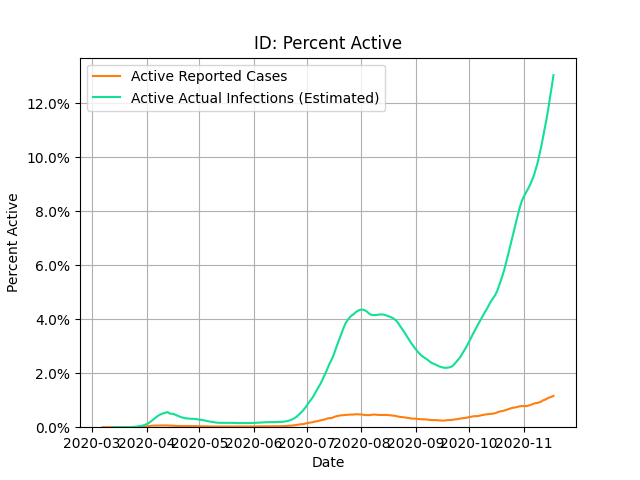 ID: Percent Active
Active Reported Cases
Active Actual Infections (Estimated)
12.0%
10.0%
8.0%
6.0%
4.0%
2.0%
0.0%
Percent Active
2020-03 2020-04 2020-05 2020-06 2020-07 2020-08 2020-09 2020-10 2020-11
Date